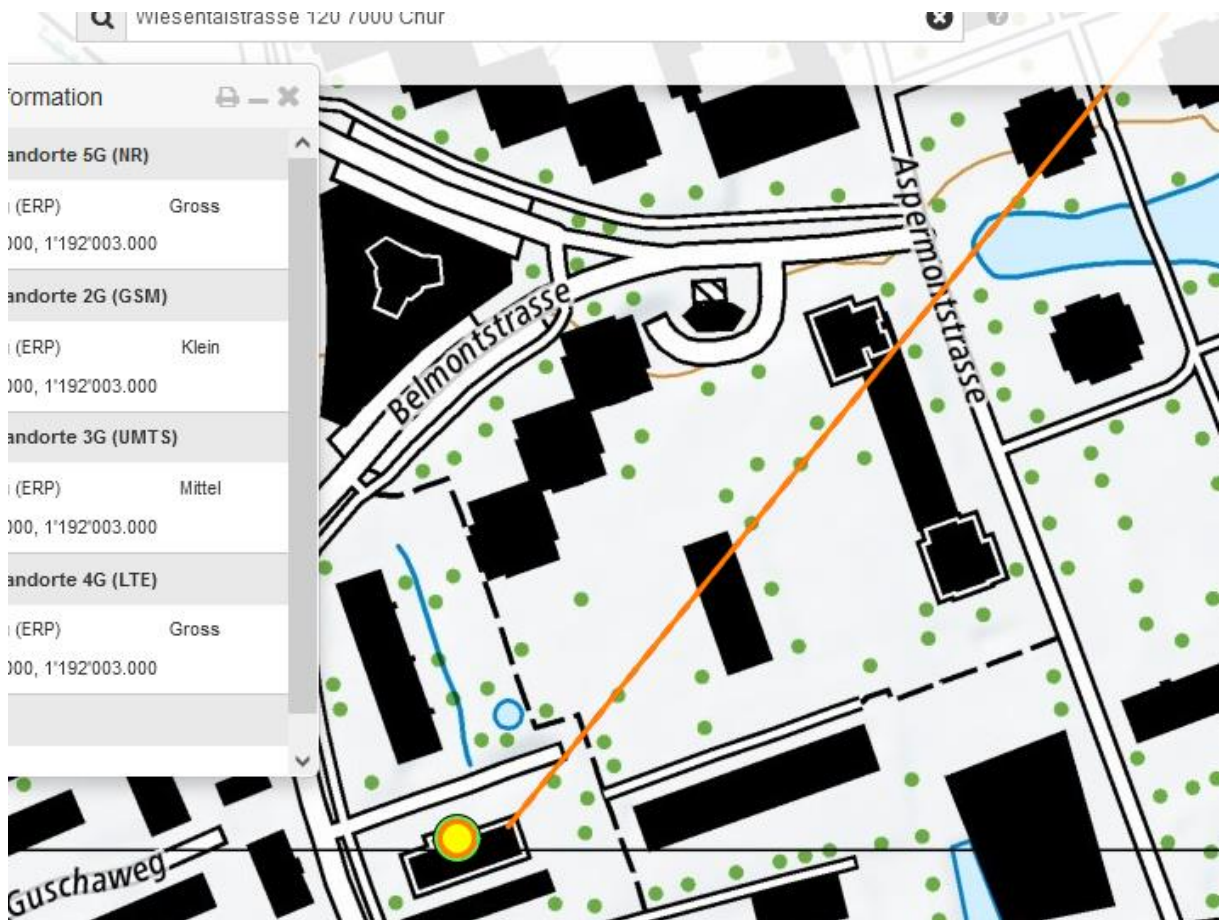 Wiesentalstrasse 120 7000 Chur
formation
andorte 5G (NR)
(ERP) Gross
000, 1'192'003.000
andorte 2G (GSM)
(ERP) Klein
000, 1'192'003.000
andorte 3G (UMTS)
(ERP) Mittel
000, 1'192'003.000
andorte 4G (LTE)
(ERP) Gross
000, 1'192'003.000
Aspermontstrasse
Belmontstrasse
Guschaweg